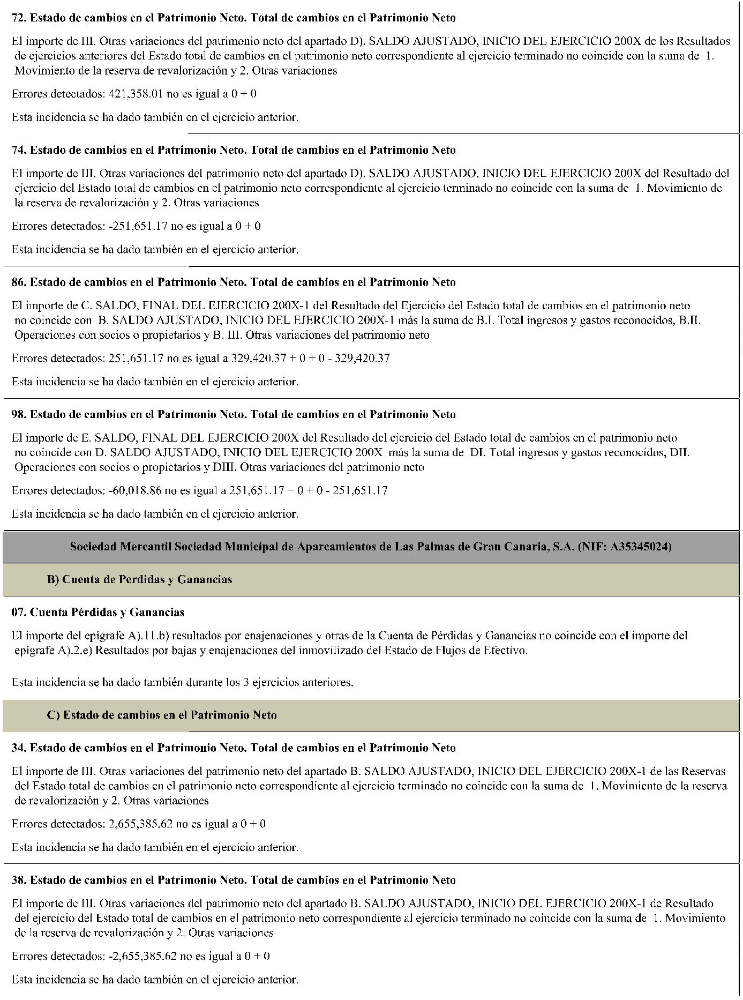 72. Estado de cambios en el Patrimonio Neto. Total de cambios en el Patrimonio Neto
El importe de III. Otras variaciones del patrimonio neto del apartado D). SALDO AJUSTADO, INICIO DEL EJERCICIO 200X de los Resultados
de ejercicios anteriores del Estado total de cambios en el patrimonio neto correspondiente al ejercicio terminado no coincide con la suma de 1.
Movimiento de la reserva de revalorización y 2. Otras variaciones
Errores detectados: 421,358.01 no es igual a 0 + 0
Esta incidencia se ha dado también en el ejercicio anterior.
74. Estado de cambios en el Patrimonio Neto. Total de cambios en el Patrimonio Neto
El importe de III. Otras variaciones del patrimonio neto del apartado D). SALDO AJUSTADO, INICIO DEL EJERCICIO 200X del Resultado del
ejercicio del Estado total de cambios en el patrimonio neto correspondiente al ejercicio terminado no coincide con la suma de 1. Movimiento de
la reserva de revalorización y 2. Otras variaciones
Errores detectados: -251,651.17 no es igual a 0 + 0
Esta incidencia se ha dado también en el ejercicio anterior.
86. Estado de cambios en el Patrimonio Neto. Total de cambios en el Patrimonio Neto
El importe de C. SALDO, FINAL DEL EJERCICIO 200X-1 del Resultado del Ejercicio del Estado total de cambios en el patrimonio neto
no coincide con B. SALDO AJUSTADO, INICIO DEL EJERCICIO 200X-1 más la suma de B.I. Total ingresos y gastos reconocidos, B.II.
Operaciones con socios o propietarios y B. III. Otras variaciones del patrimonio neto
Errores detectados: 251,651.17 no es igual a 329,420.37 + 0 + 0 - 329,420.37
Esta incidencia se ha dado también en el ejercicio anterior.
98. Estado de cambios en el Patrimonio Neto. Total de cambios en el Patrimonio Neto
El importe de E. SALDO, FINAL DEL EJERCICIO 200X del Resultado del ejercicio del Estado total de cambios en el patrimonio neto
no coincide con D. SALDO AJUSTADO, INICIO DEL EJERCICIO 200X más la suma de DI. Total ingresos y gastos reconocidos, DII.
Operaciones con socios o propietarios y DIII. Otras variaciones del patrimonio neto
Errores detectados: -60,018.86 no es igual a 251,651.17 + 0 + 0 - 251,651.17
Esta incidencia se ha dado también en el ejercicio anterior.
Sociedad Mercantil Sociedad Municipal de Aparcamientos de Las Palmas de Gran Canaria, S.A. (NIF: A35345024)
B) Cuenta de Perdidas y Ganancias
07. Cuenta Pérdidas y Ganancias
El importe del epígrafe A).11.b) resultados por enajenaciones y otras de la Cuenta de Pérdidas y Ganancias no coincide con el importe del
epígrafe A).2.e) Resultados por bajas y enajenaciones del inmovilizado del Estado de Flujos de Efectivo.
Esta incidencia se ha dado también durante los 3 ejercicios anteriores.
C) Estado de cambios en el Patrimonio Neto
34. Estado de cambios en el Patrimonio Neto. Total de cambios en el Patrimonio Neto
El importe de III. Otras variaciones del patrimonio neto del apartado B. SALDO AJUSTADO, INICIO DEL EJERCICIO 200X-1 de las Reservas
del Estado total de cambios en el patrimonio neto correspondiente al ejercicio terminado no coincide con la suma de 1. Movimiento de la reserva
de revalorización y 2. Otras variaciones
Errores detectados: 2,655,385.62 no es igual a 0 + 0
Esta incidencia se ha dado también en el ejercicio anterior.
38. Estado de cambios en el Patrimonio Neto. Total de cambios en el Patrimonio Neto
El importe de III. Otras variaciones del patrimonio neto del apartado B. SALDO AJUSTADO, INICIO DEL EJERCICIO 200X-1 de Resultado
del ejercicio del Estado total de cambios en el patrimonio neto correspondiente al ejercicio terminado no coincide con la suma de 1. Movimiento
de la reserva de revalorización y 2. Otras variaciones
Errores detectados: -2,655,385.62 no es igual a 0 + 0
Esta incidencia se ha dado también en el ejercicio anterior.